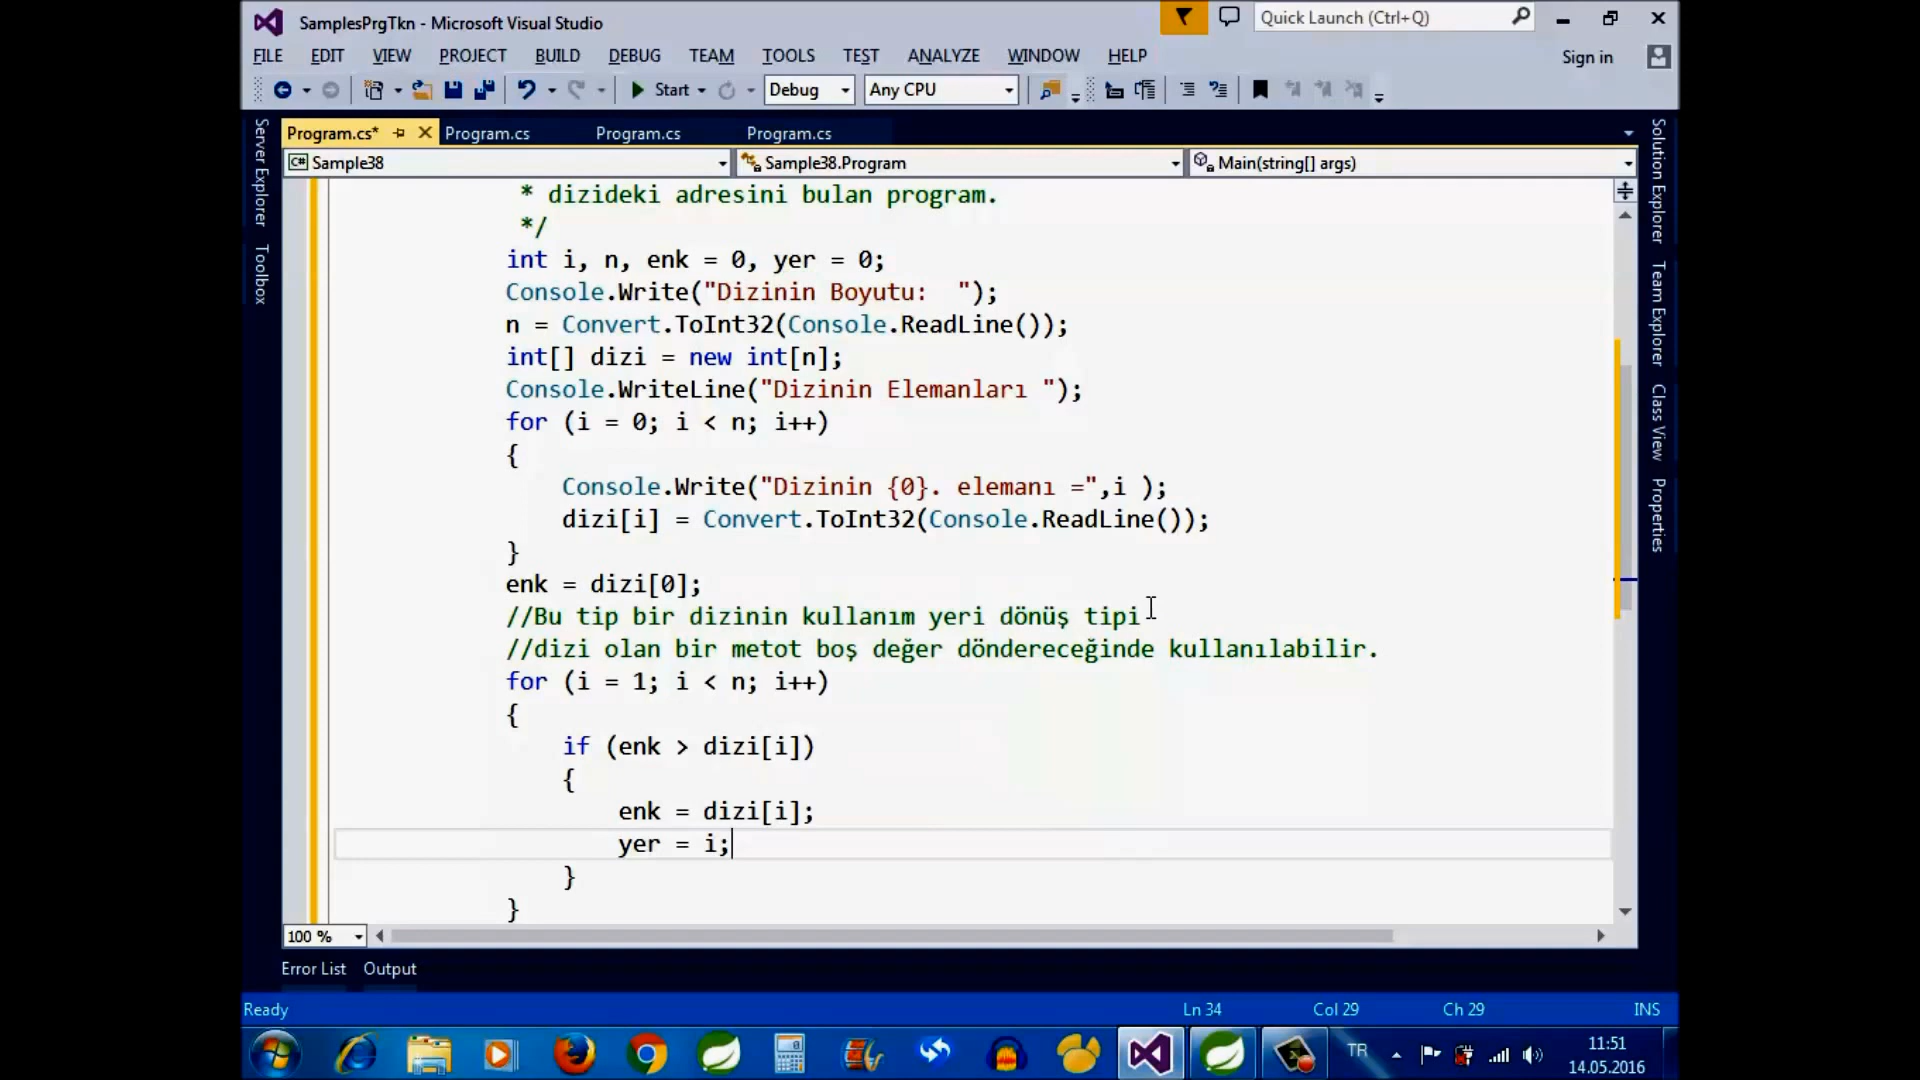 SamplesPrgTkn - Microsoft Visual Studio
Quick Launch (Ctrl+Q)
FILE EDIT VIEW PROJECT BUILD DEBUG TEAM TOOLS TEST ANALYZE WINDOW HELP
Sign in
Start Debug Any CPU
Program.cs* Program.cs Program.cs Program.cs
C# Sample38 Sample38.Program Main(string[] args)
Server Explorer
Toolbox
Solution Explorer
Team Explorer
Class View
Properties
* dizideki adresini bulan program.
*/
int i, n, enk = 0, yer = 0;
Console.Write("Dizinin Boyutu:  ");
n = Convert.ToInt32(Console.ReadLine());
int[] dizi = new int[n];
Console.WriteLine("Dizinin Elemanları ");
for (i = 0; i < n; i++)
{
Console.Write("Dizinin {0}. elemanı =",i );
dizi[i] = Convert.ToInt32(Console.ReadLine());
}
enk = dizi[0];
//Bu tip bir dizinin kullanım yeri dönüş tipi
//dizi olan bir metot boş değer döndereceğinde kullanılabilir.
for (i = 1; i < n; i++)
{
if (enk > dizi[i])
{
enk = dizi[i];
yer = i;
}
}
100 %
Error List Output
Ready Ln 34 Col 29 Ch 29 INS
TR
11:51
14.05.2016